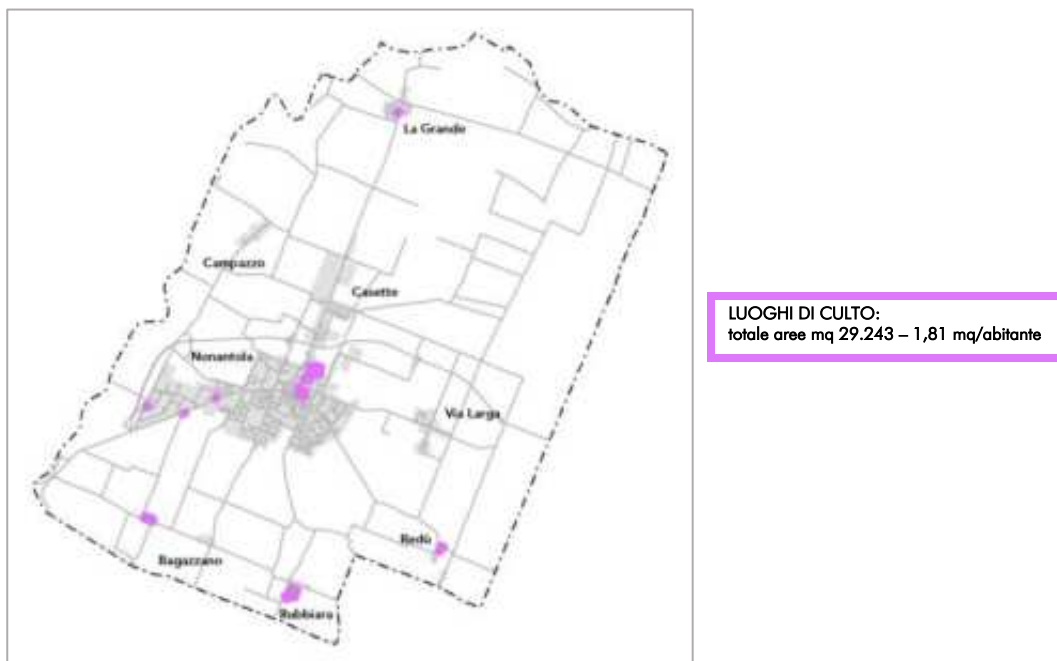 La Grande
Campazzo
Casette
Nonantola
Via Larga
Redù
Bagazzano
Rubbiara
LUOGHI DI CULTO:
totale aree mq 29.243 – 1,81 mq/abitante